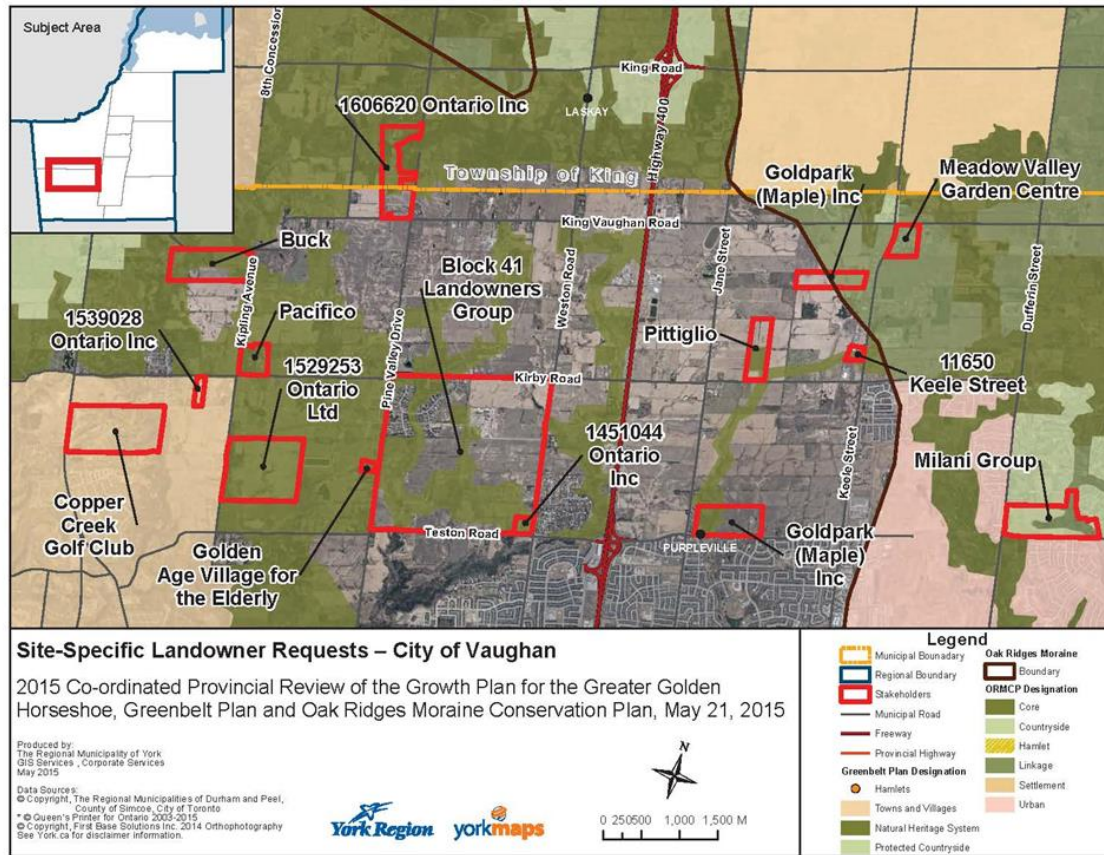 Subject Area
8th Concession
King Road
LASKAY
1606620 Ontario Inc
Highway 400
Township of King
Goldpark
(Maple) Inc
Meadow Valley
Garden Centre
King Vaughan Road
Buck
Kipling Avenue
Block 41
Landowners
Group
Weston Road
Jane Street
Dufferin Street
1539028
Ontario Inc
Pacifico
Pine Valley Drive
Pittiglio
1529253
Ontario
Ltd
Kirby Road
11650
Keele Street
1451044
Ontario
Inc
Keele Street
Milani Group
Copper
Creek
Golf Club
Golden
Age Village for
the Elderly
Teston Road
PURPLEVILLE
Goldpark
(Maple)
Inc
Site-Specific Landowner Requests – City of Vaughan
2015 Co-ordinated Provincial Review of the Growth Plan for the Greater Golden
Horseshoe, Greenbelt Plan and Oak Ridges Moraine Conservation Plan, May 21, 2015
Produced by:
The Regional Municipality of York
GIS Services , Corporate Services
May 2015
Data Sources:
© Copyright, The Regional Municipalities of Durham and Peel,
County of Simcoe, City of Toronto
* © Queen's Printer for Ontario 2003-2015
© Copyright, First Base Solutions Inc. 2014 Orthophotography
See York.ca for disclaimer information.
York Region
yorkmaps
N
0 250500 1,000 1,500 M
Legend
Municipal Bounadary
Regional Boundary
Stakeholders
Municipal Road
Freeway
Provincial Highway
Greenbelt Plan Designation
Hamlets
Towns and Villages
Natural Heritage System
Protected Countryside
Oak Ridges Moraine
Boundary
ORMCP Designation
Core
Countryside
Hamlet
Linkage
Settlement
Urban